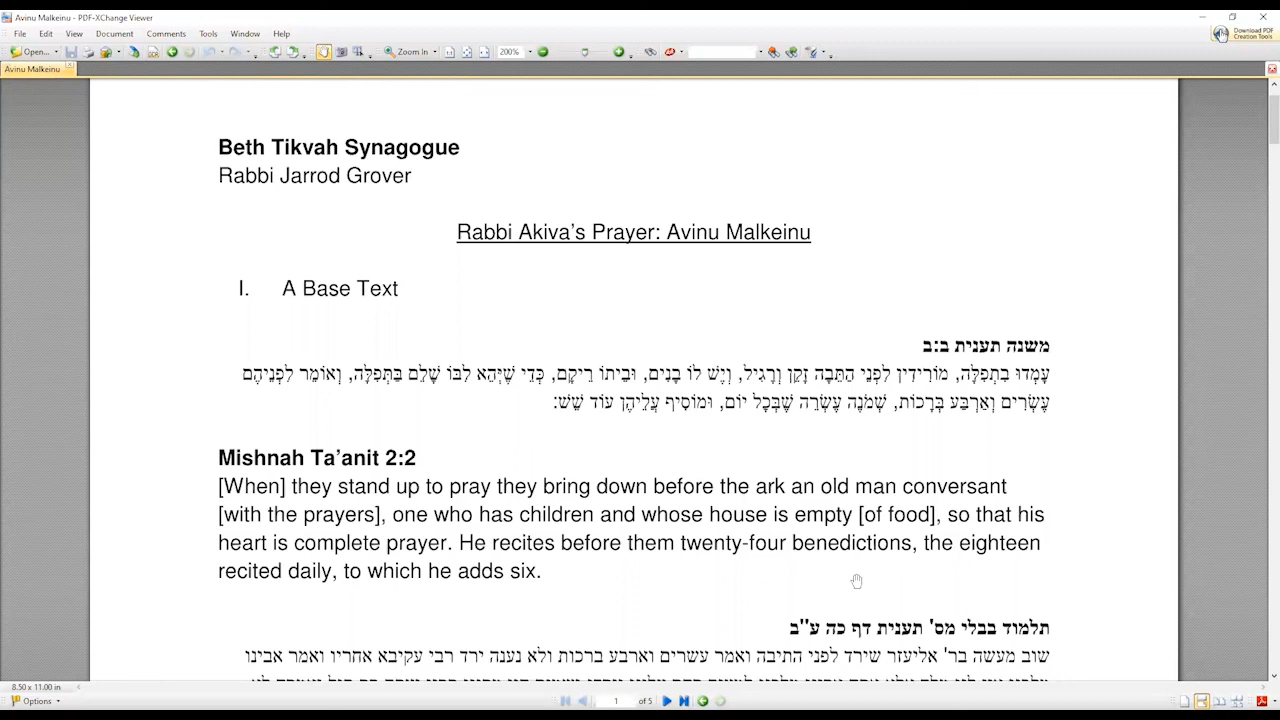 Avinu Malkeinu - PDF-XChange Viewer
File Edit View Document Comments Tools Window Help
Open... Zoom In 200% Download PDF Creation Tools
Avinu Malkeinu
Beth Tikvah Synagogue
Rabbi Jarrod Grover
Rabbi Akiva's Prayer: Avinu Malkeinu
I. A Base Text
משנה תענית ב:ב
עָמְדוּ בִתְפִלָּה, מוֹרִידִין לִפְנֵי הַתֵּבָה זָקֵן וְרָגִיל, וְיֶשׁ לוֹ בָנִים, וּבֵיתוֹ רֵיקָם, כְּדֵי שֶׁיְּהֵא לִבּוֹ שָׁלֵם בַּתְּפִלָּה, וְאוֹמֵר לִפְנֵיהֶם
עֶשְׂרִים וְאַרְבַּע בְּרָכוֹת, שְׁמֹנֶה עֶשְׂרֵה שֶׁבְּכָל יוֹם, וּמוֹסִיף עֲלֵיהֶן עוֹד שֵׁשׁ:
Mishnah Ta'anit 2:2
[When] they stand up to pray they bring down before the ark an old man conversant
[with the prayers], one who has children and whose house is empty [of food], so that his
heart is complete prayer. He recites before them twenty-four benedictions, the eighteen
recited daily, to which he adds six.
תלמוד בבלי מס' תענית דף כה ע"ב
שוב מעשה בר' אליעזר שירד לפני התיבה ואמר עשרים וארבע ברכות ולא נענה ירד רבי עקיבא אחריו ואמר אבינו
8.50 x 11.00 in
Options 1 of 5